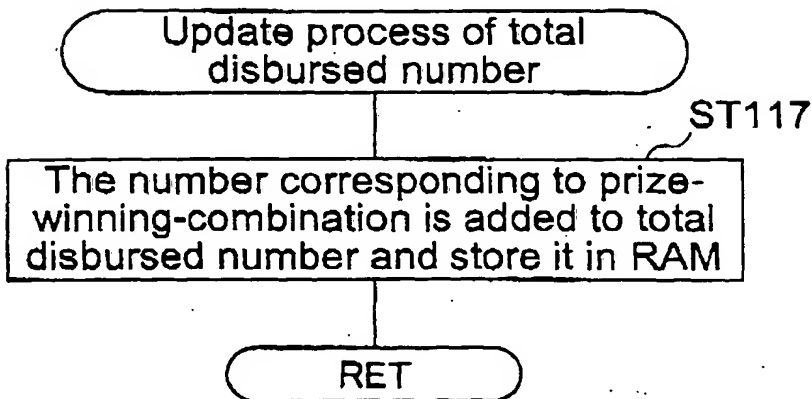 Update process of total
disbursed number
ST117
The number corresponding to prize-
winning-combination is added to total
disbursed number and store it in RAM
RET